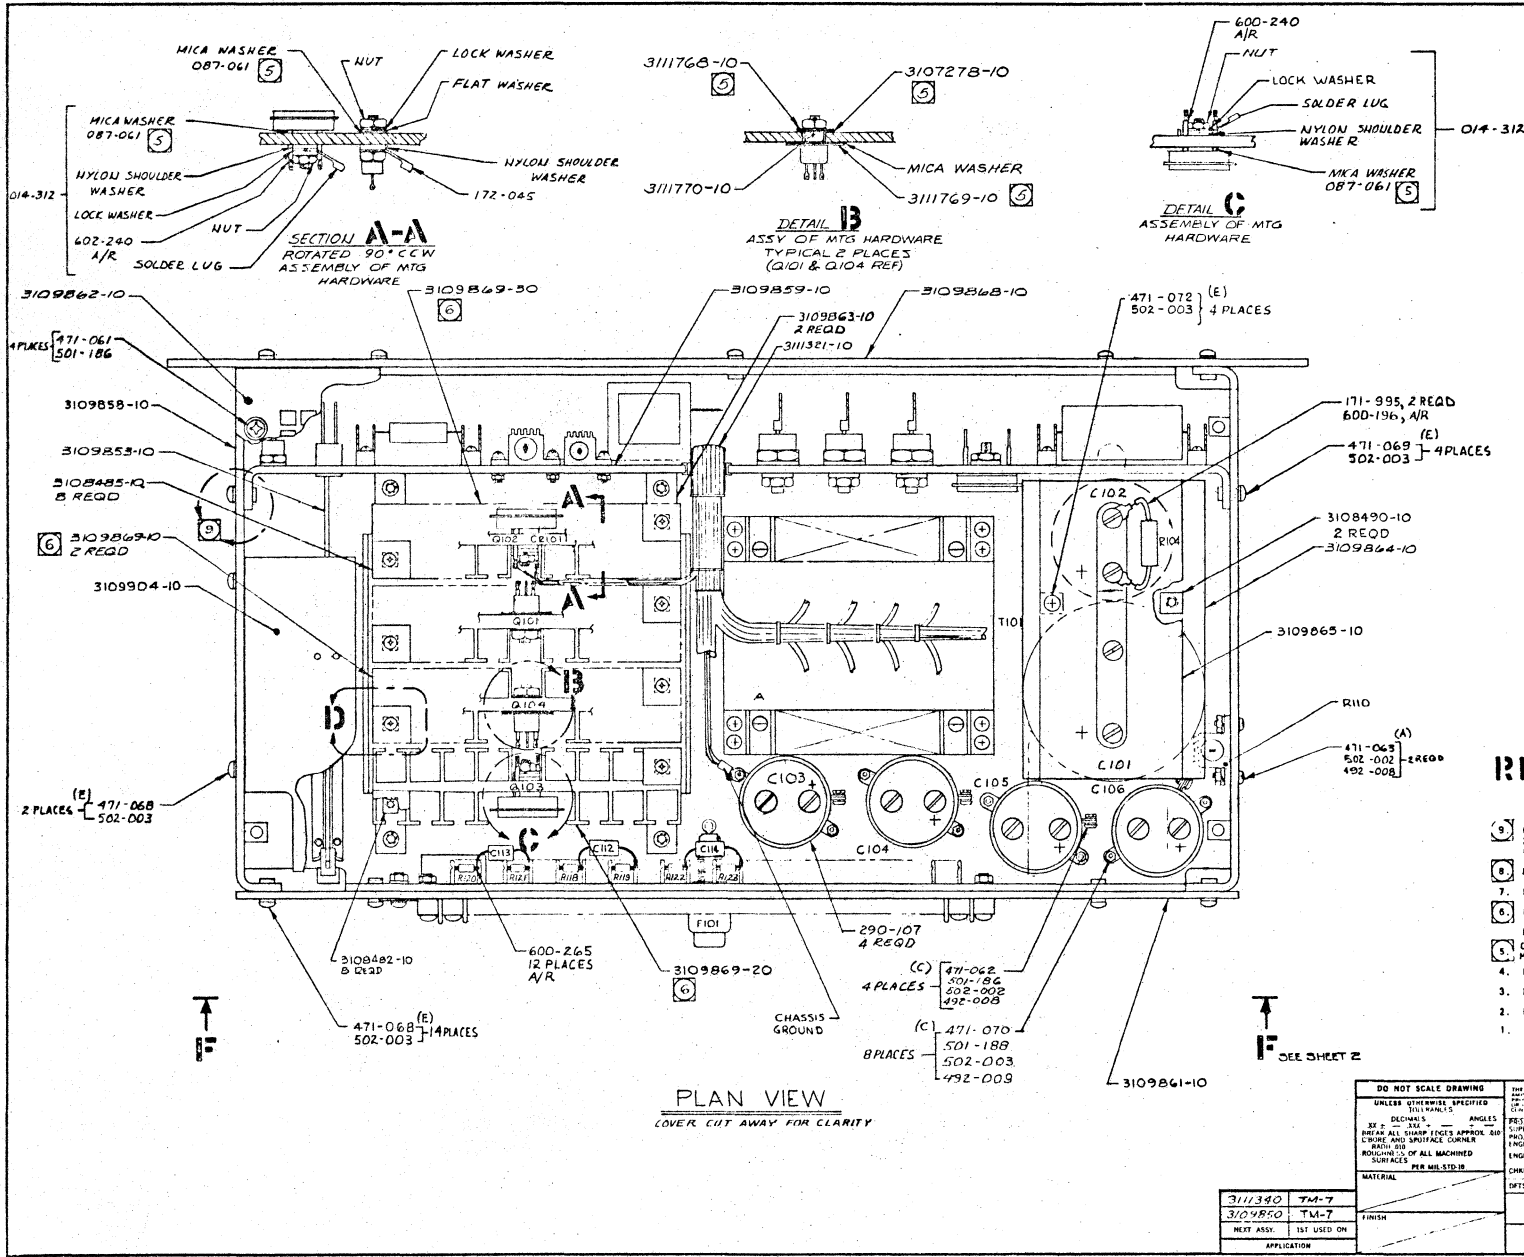 MICA WASHER
087-061 5
NUT
LOCK WASHER
FLAT WASHER
MICA WASHER
087-061 5
NYLON SHOULDER
WASHER
014-312
LOCK WASHER
NUT
602-240
A/R
SOLDER LUG
NYLON SHOULDER
WASHER
172-045
SECTION A-A
ROTATED 90° CCW
ASSEMBLY OF MTG
HARDWARE
3111768-10
5
3107278-10
5
MICA WASHER
3111770-10
3111769-10 5
DETAIL B
ASSY OF MTG HARDWARE
TYPICAL 2 PLACES
(Q101 & Q104 REF)
600-240
A/R
NUT
LOCK WASHER
SOLDER LUG
NYLON SHOULDER
WASHER
014-312
MICA WASHER
087-061 5
DETAIL C
ASSEMBLY OF MTG
HARDWARE
3109862-10
3109869-30
6
3109859-10
3109868-10
3109863-10
2 REQD
3111321-10
471-072 (E)
502-003 4 PLACES
4 PLACES 471-061
501-186
3109858-10
3109853-10
3108485-10
8 REQD
9
6 3109869-10
2 REQD
3109904-10
171-995, 2 REQD
600-196, A/R
(E)
471-069
502-003 4 PLACES
3108490-10
2 REQD
3109864-10
3109865-10
R110
(A)
471-063
502-002 2 REQD
492-008
A
Q102 CR101
A
Q101
B
Q104
D
Q103
C
T101
A
C102
R104
+
+
C101
+
-
C103
+
C104
+
C105
+
C106
+
C113
C112
C114
R120
R121
R118
R119
R122
R123
F101
(E)
2 PLACES 471-068
502-003
3108482-10
8 REQD
600-265
12 PLACES
A/R
3109869-20
6
290-107
4 REQD
(C) 471-062
4 PLACES 501-186
502-002
492-008
CHASSIS
GROUND
(C) 471-070
8 PLACES 501-188
502-003
492-009
3109861-10
471-068 (E)
502-003 14 PLACES
F
F SEE SHEET 2
PLAN VIEW
COVER CUT AWAY FOR CLARITY
9.
8.
7.
6.
5.
4.
3.
2.
1.
DO NOT SCALE DRAWING
UNLESS OTHERWISE SPECIFIED
TOLERANCES
DECIMALS ANGLES
.XX ± — .XXX ± — ± —
BREAK ALL SHARP EDGES APPROX .010
C'BORE AND SPOTFACE CORNER
RADII .010
ROUGHNESS OF ALL MACHINED
SURFACES
PER MIL-STD-10
MATERIAL
FINISH
3111340 TM-7
3109850 TM-7
NEXT ASSY. 1ST USED ON
APPLICATION